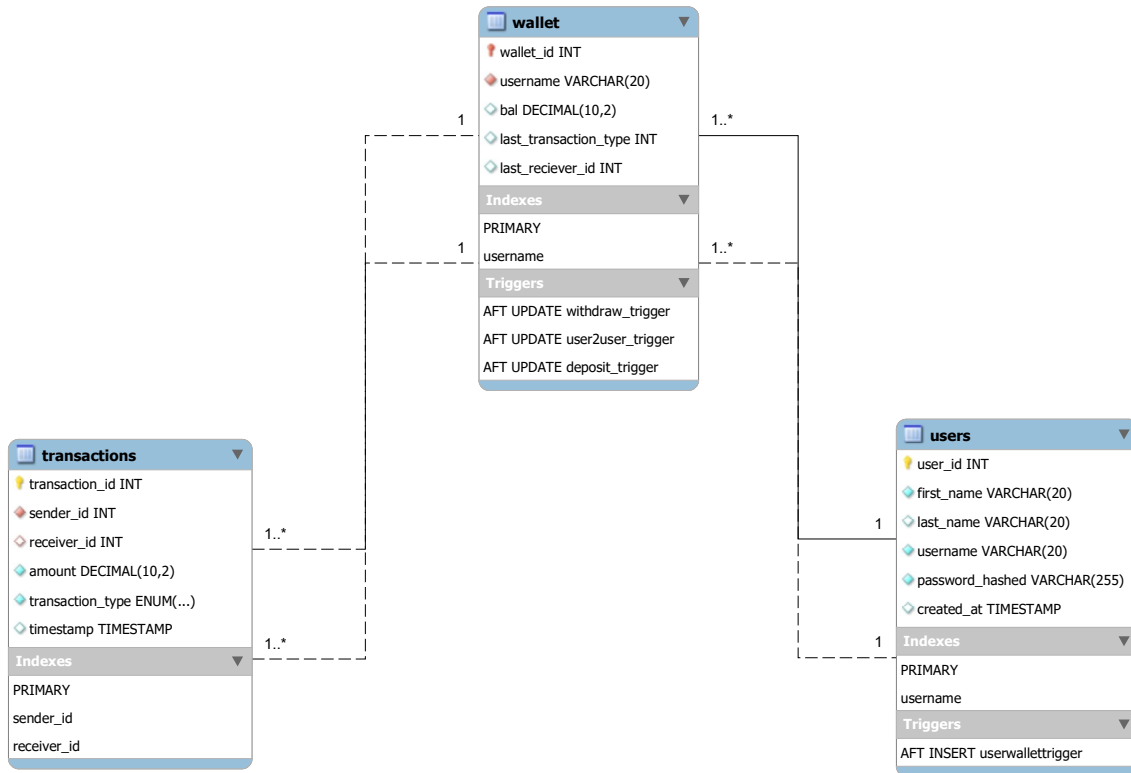 wallet
wallet_id INT
username VARCHAR(20)
bal DECIMAL(10,2)
last_transaction_type INT
last_reciever_id INT
Indexes
PRIMARY
username
Triggers
AFT UPDATE withdraw_trigger
AFT UPDATE user2user_trigger
AFT UPDATE deposit_trigger
1
1..*
1
1..*
transactions
transaction_id INT
sender_id INT
receiver_id INT
amount DECIMAL(10,2)
transaction_type ENUM(...)
timestamp TIMESTAMP
Indexes
PRIMARY
sender_id
receiver_id
1..*
1..*
users
user_id INT
first_name VARCHAR(20)
last_name VARCHAR(20)
username VARCHAR(20)
password_hashed VARCHAR(255)
created_at TIMESTAMP
Indexes
PRIMARY
username
Triggers
AFT INSERT userwallettrigger
1
1